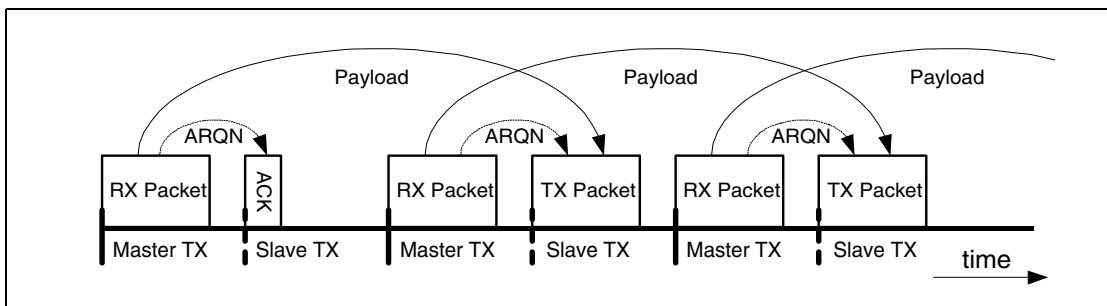 Payload Payload Payload
ARQN ARQN ARQN
RX Packet ACK RX Packet TX Packet RX Packet TX Packet
Master TX Slave TX Master TX Slave TX Master TX Slave TX
time